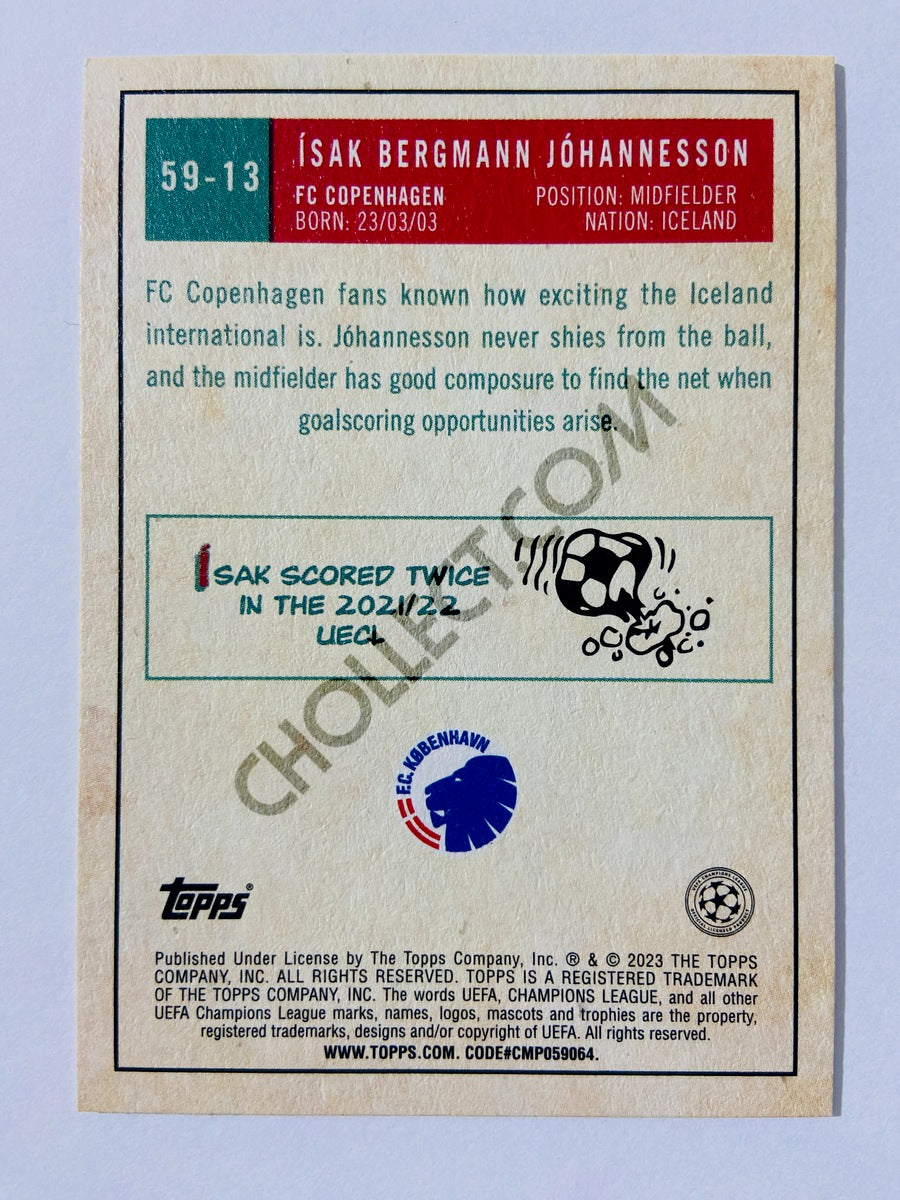 59-13
ÍSAK BERGMANN JÓHANNESSON
FC COPENHAGEN
POSITION: MIDFIELDER
BORN: 23/03/03
NATION: ICELAND
FC Copenhagen fans known how exciting the Iceland
international is. Jóhannesson never shies from the ball,
and the midfielder has good composure to find the net when
goalscoring opportunities arise.
ÍSAK SCORED TWICE
IN THE 2021/22
UECL
CHOLLECT.COM
F.C. KØBENHAVN
TOPPS®
UEFA CHAMPIONS LEAGUE
OFFICIAL LICENSED PRODUCT
Published Under License by The Topps Company, Inc. ® & © 2023 THE TOPPS
COMPANY, INC. ALL RIGHTS RESERVED. TOPPS IS A REGISTERED TRADEMARK
OF THE TOPPS COMPANY, INC. The words UEFA, CHAMPIONS LEAGUE, and all other
UEFA Champions League marks, names, logos, mascots and trophies are the property,
registered trademarks, designs and/or copyright of UEFA. All rights reserved.
WWW.TOPPS.COM. CODE#CMP059064.